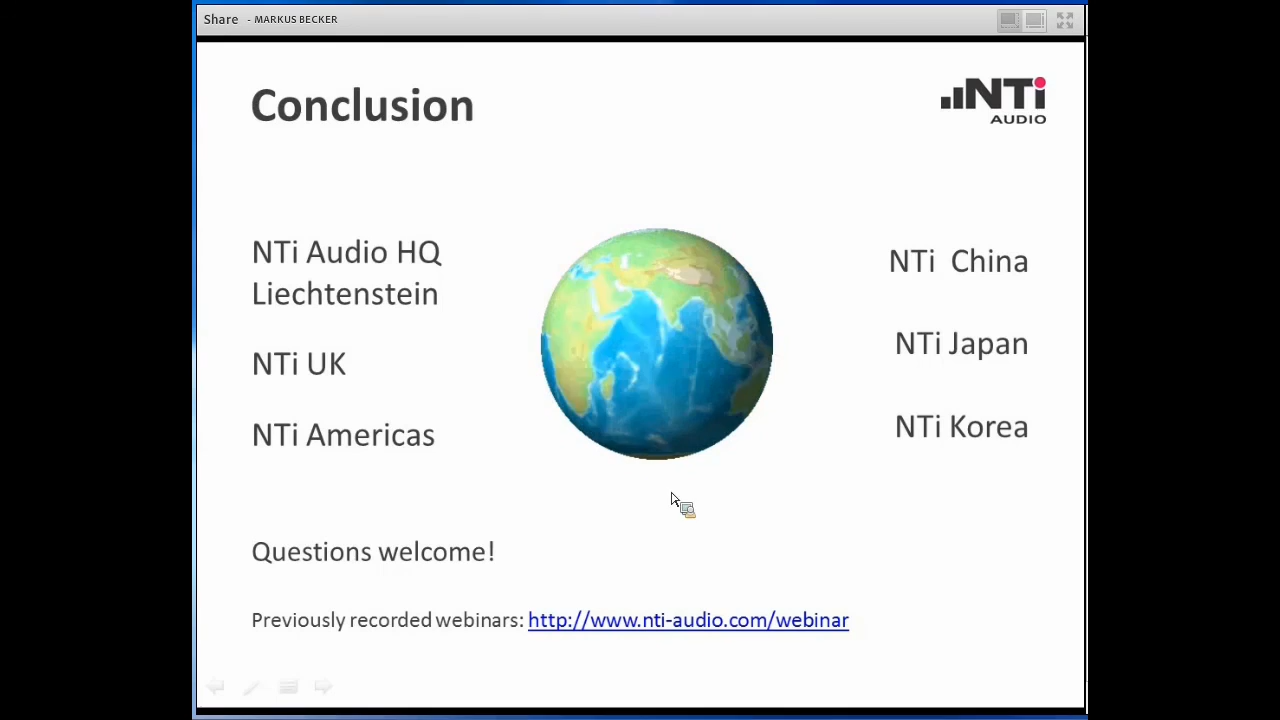 Share - MARKUS BECKER
Conclusion
NTi
AUDIO
NTi Audio HQ
Liechtenstein
NTi UK
NTi Americas
NTi  China
NTi Japan
NTi Korea
Questions welcome!
Previously recorded webinars: http://www.nti-audio.com/webinar